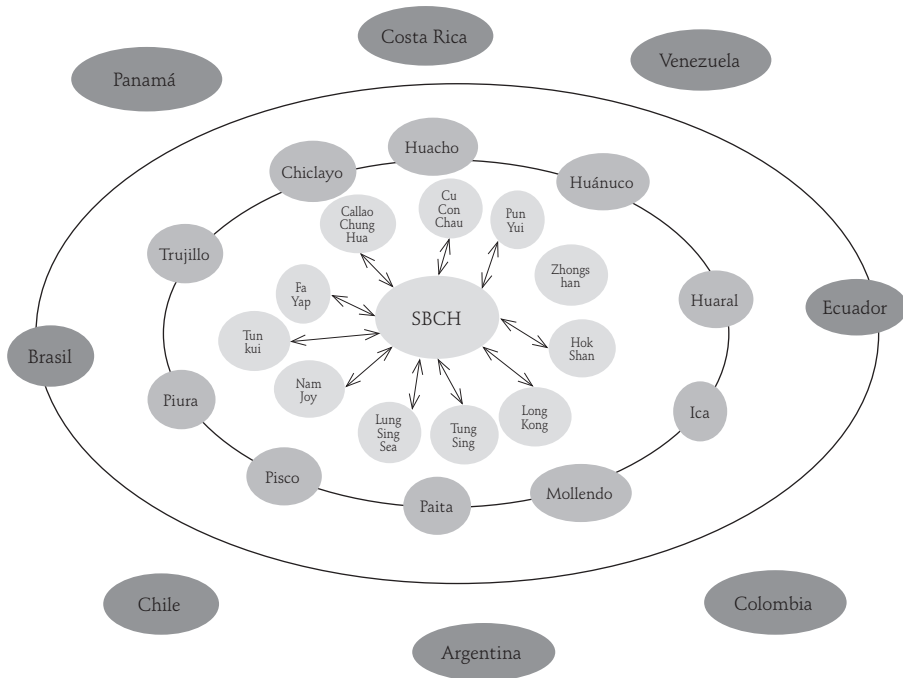 Costa Rica
Panamá
Venezuela
Huacho
Chiclayo
Huánuco
Callao
Chung
Hua
Cu
Con
Chau
Pun
Yui
Trujillo
Zhongs
han
Fa
Yap
Huaral
Ecuador
SBCH
Tun
kui
Hok
Shan
Brasil
Nam
Joy
Piura
Ica
Lung
Sing
Sea
Tung
Sing
Long
Kong
Pisco
Mollendo
Paita
Chile
Colombia
Argentina